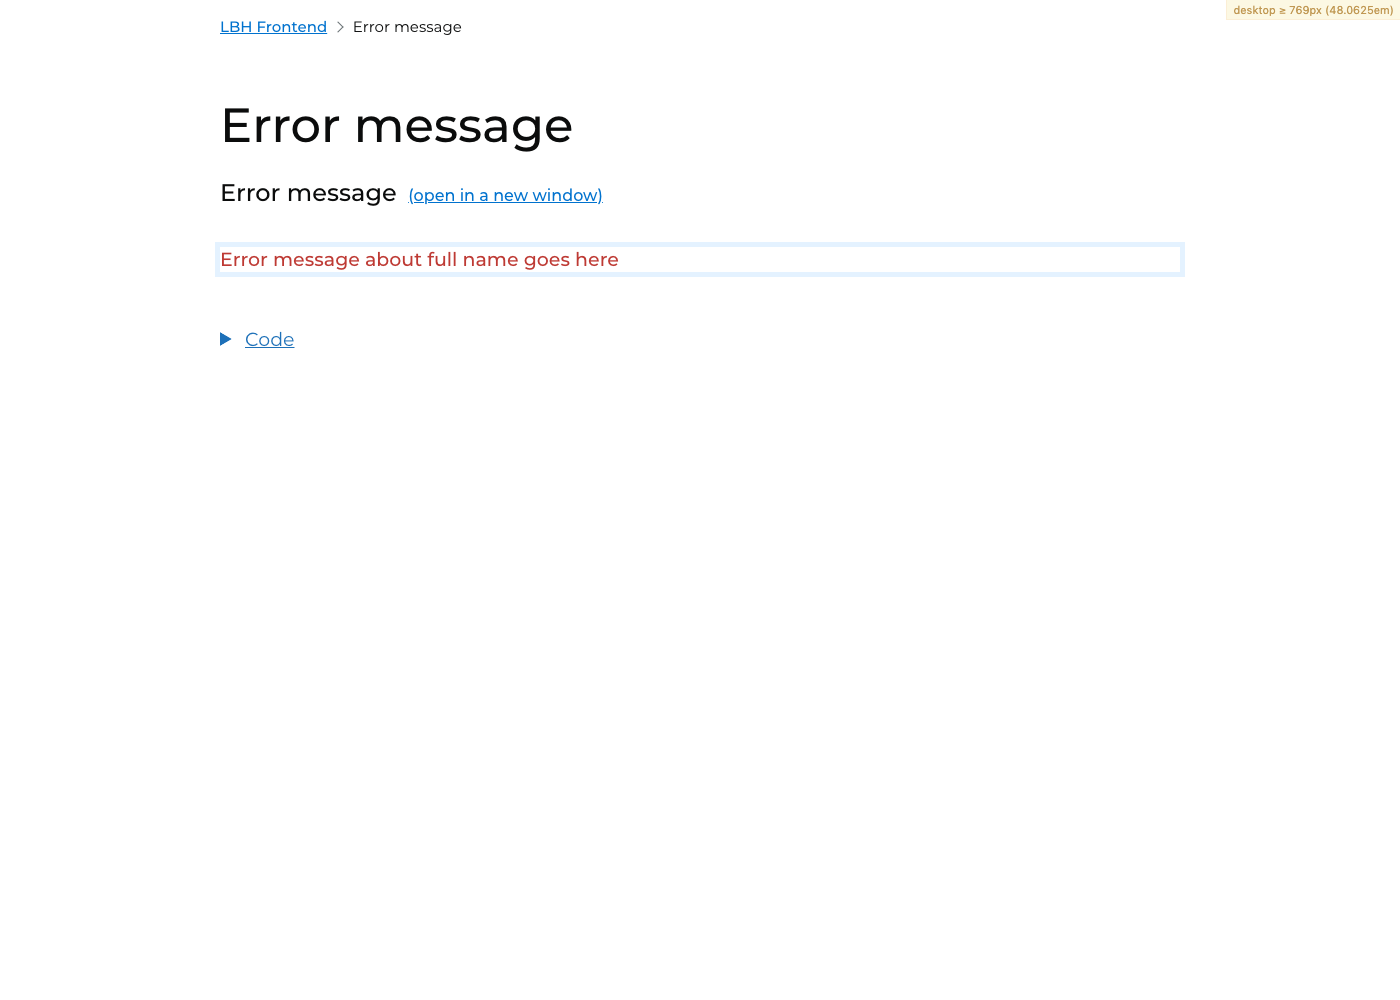 LBH Frontend > Error message
desktop ≥ 769px (48.0625em)
Error message
Error message (open in a new window)
Error message about full name goes here
Code